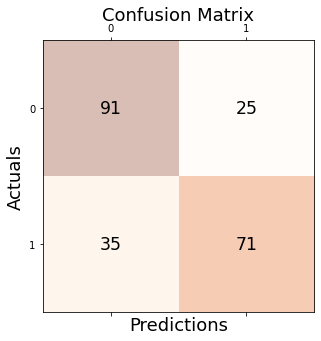 Confusion Matrix
0 1
0 91 25
Actuals
1 35 71
Predictions